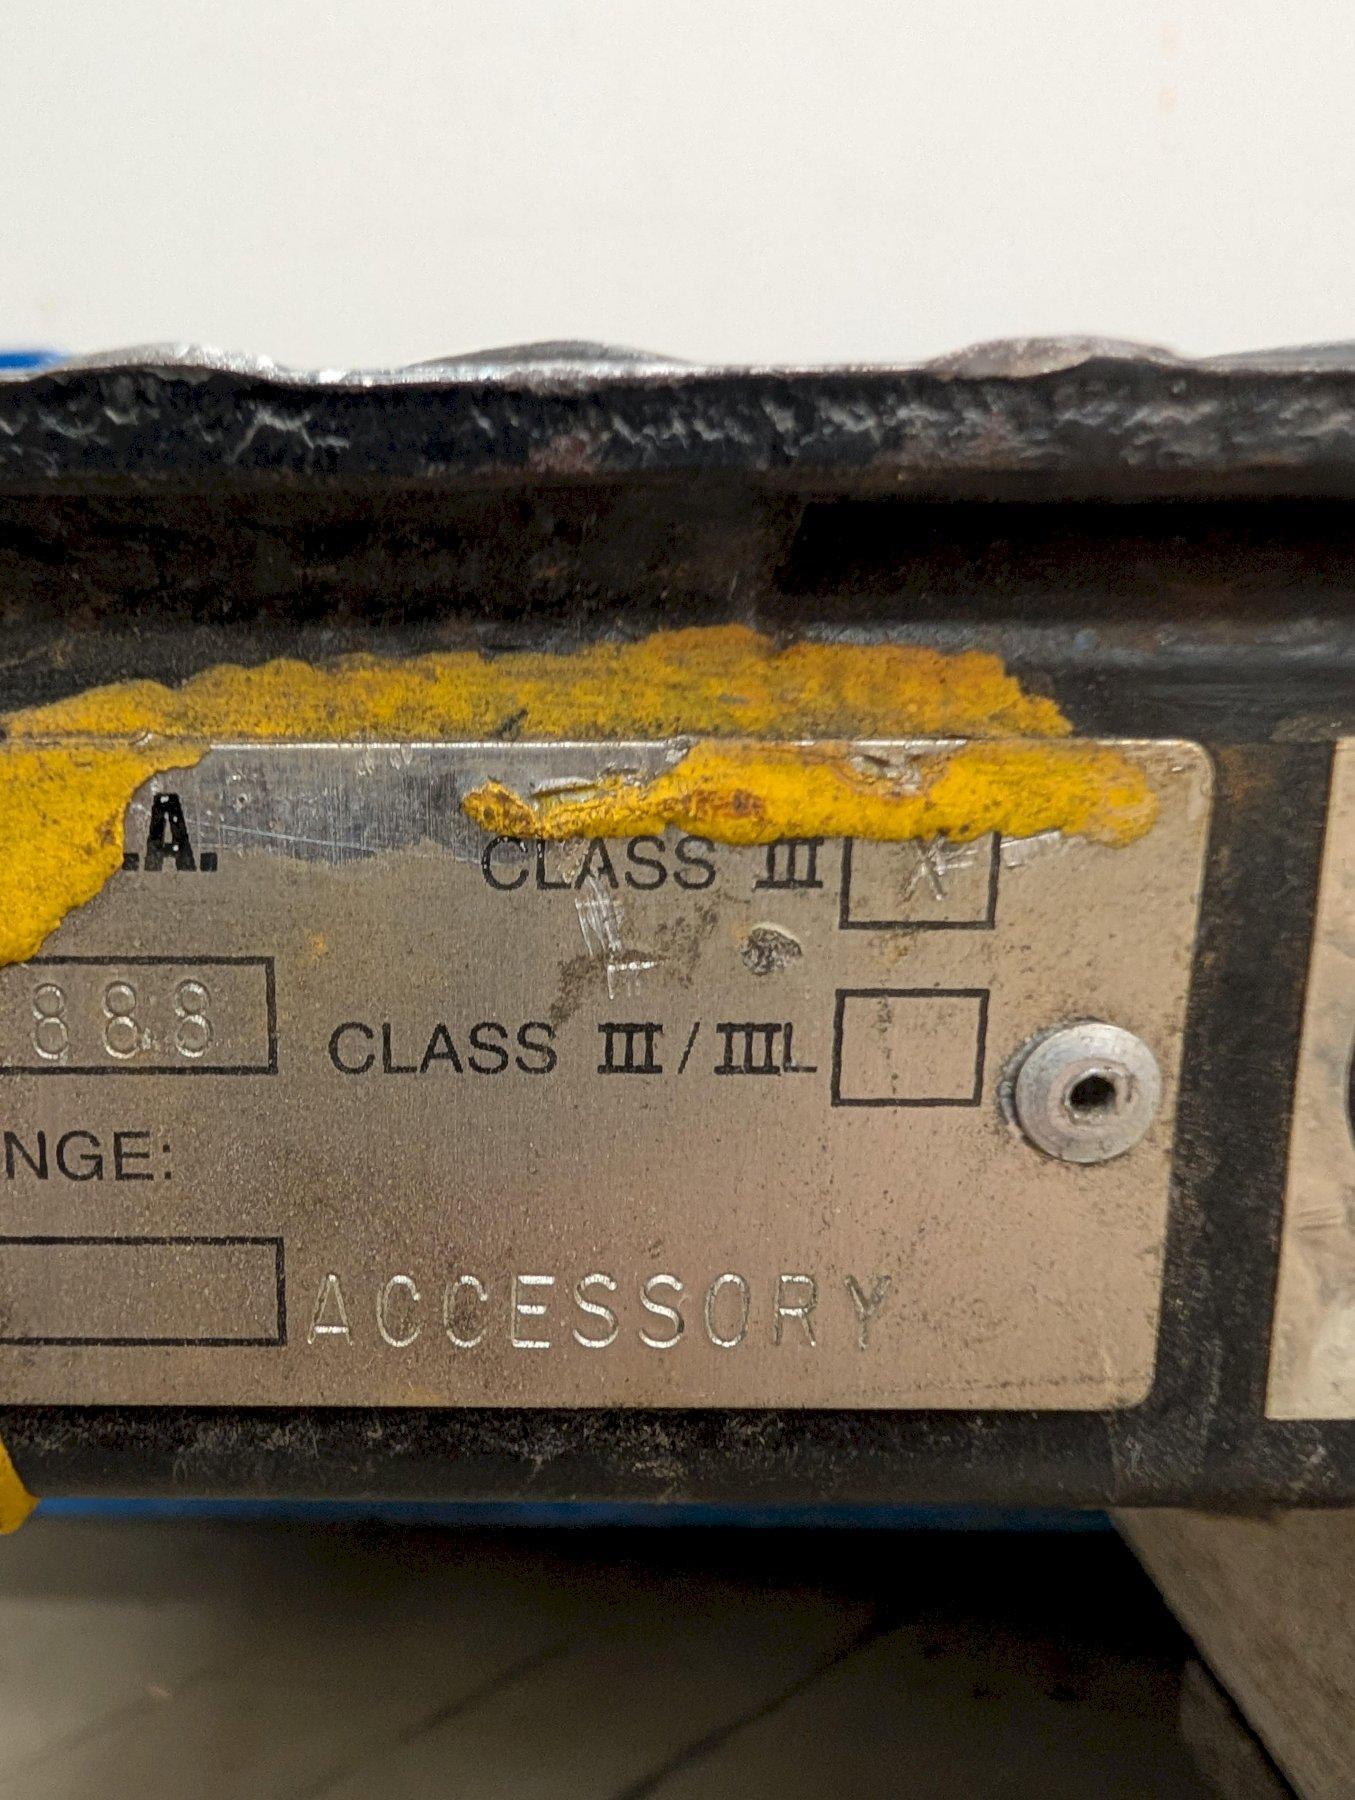 .A.
CLASS III X
888
CLASS III / IIIL
NGE:
ACCESSORY